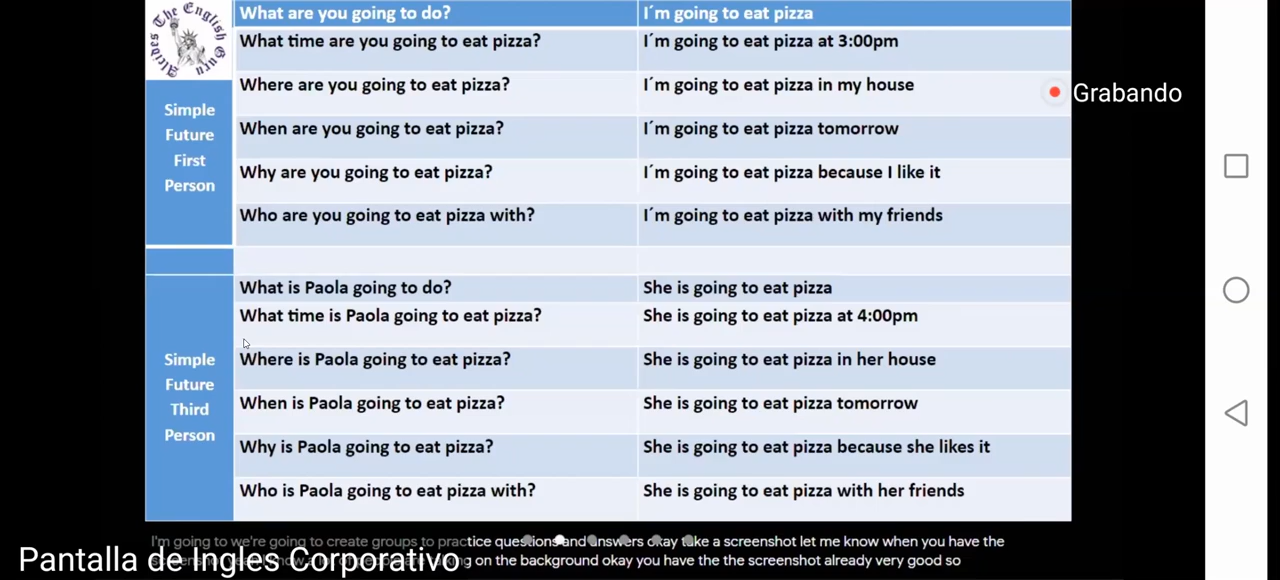 Alcibes The English Guru
What are you going to do? I´m going to eat pizza
What time are you going to eat pizza? I´m going to eat pizza at 3:00pm
Where are you going to eat pizza? I´m going to eat pizza in my house
Grabando
When are you going to eat pizza? I´m going to eat pizza tomorrow
Why are you going to eat pizza? I´m going to eat pizza because I like it
Who are you going to eat pizza with? I´m going to eat pizza with my friends
Simple
Future
First
Person
What is Paola going to do? She is going to eat pizza
What time is Paola going to eat pizza? She is going to eat pizza at 4:00pm
Where is Paola going to eat pizza? She is going to eat pizza in her house
When is Paola going to eat pizza? She is going to eat pizza tomorrow
Why is Paola going to eat pizza? She is going to eat pizza because she likes it
Who is Paola going to eat pizza with? She is going to eat pizza with her friends
Simple
Future
Third
Person
I'm going to we're going to create groups to practice questions and answers okay take a screenshot let me know when you have the
on the background okay you have the the screenshot already very good so
Pantalla de Ingles Corporativo